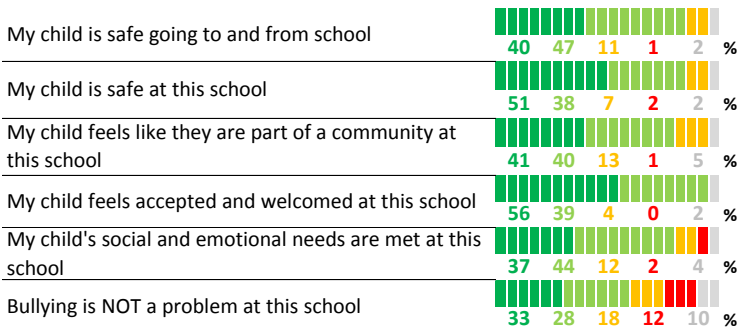 My child is safe going to and from school
40 47 11 1 2 %
My child is safe at this school
51 38 7 2 2 %
My child feels like they are part of a community at
this school
41 40 13 1 5 %
My child feels accepted and welcomed at this school
56 39 4 0 2 %
My child's social and emotional needs are met at this
school
37 44 12 2 4 %
Bullying is NOT a problem at this school
33 28 18 12 10 %